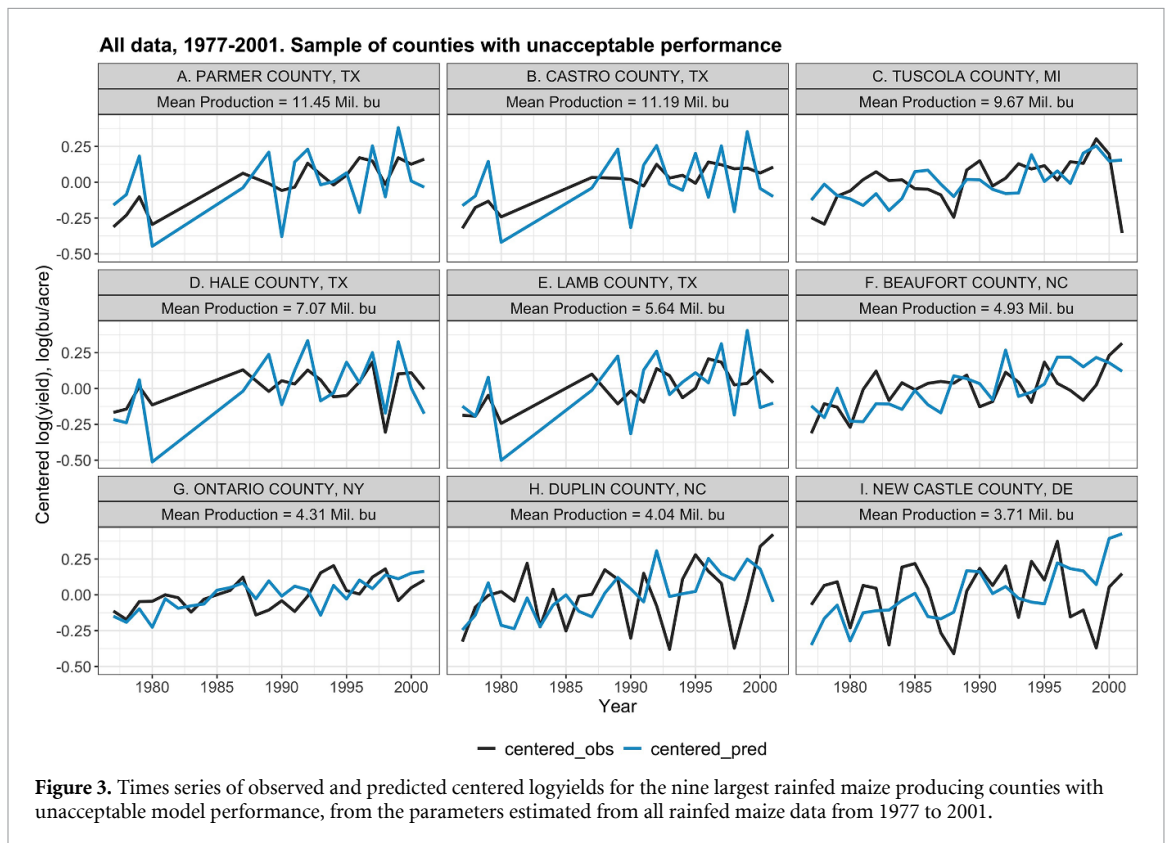 All data, 1977-2001. Sample of counties with unacceptable performance
A. PARMER COUNTY, TX
Mean Production = 11.45 Mil. bu
B. CASTRO COUNTY, TX
Mean Production = 11.19 Mil. bu
C. TUSCOLA COUNTY, MI
Mean Production = 9.67 Mil. bu
0.25
0.00
-0.25
-0.50
D. HALE COUNTY, TX
Mean Production = 7.07 Mil. bu
E. LAMB COUNTY, TX
Mean Production = 5.64 Mil. bu
F. BEAUFORT COUNTY, NC
Mean Production = 4.93 Mil. bu
0.25
0.00
-0.25
-0.50
G. ONTARIO COUNTY, NY
Mean Production = 4.31 Mil. bu
H. DUPLIN COUNTY, NC
Mean Production = 4.04 Mil. bu
I. NEW CASTLE COUNTY, DE
Mean Production = 3.71 Mil. bu
0.25
0.00
-0.25
-0.50
Centered log(yield), log(bu/acre)
1980 1985 1990 1995 2000
1980 1985 1990 1995 2000
1980 1985 1990 1995 2000
Year
centered_obs centered_pred
Figure 3. Times series of observed and predicted centered logyields for the nine largest rainfed maize producing counties with
unacceptable model performance, from the parameters estimated from all rainfed maize data from 1977 to 2001.